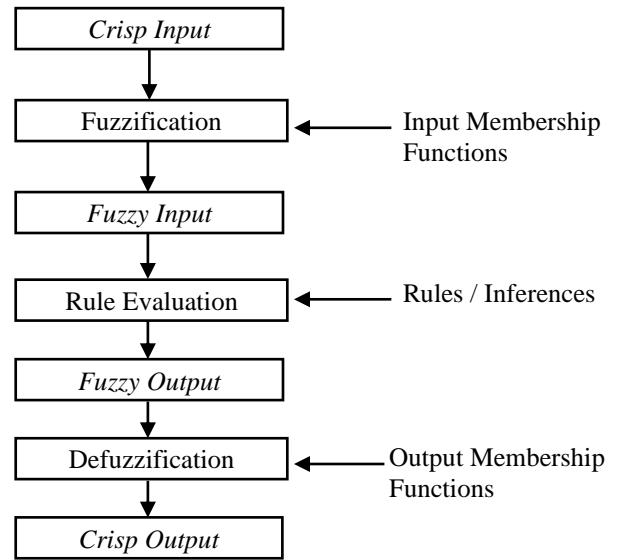 Crisp Input
Fuzzification
Input Membership
Functions
Fuzzy Input
Rule Evaluation
Rules / Inferences
Fuzzy Output
Defuzzification
Output Membership
Functions
Crisp Output